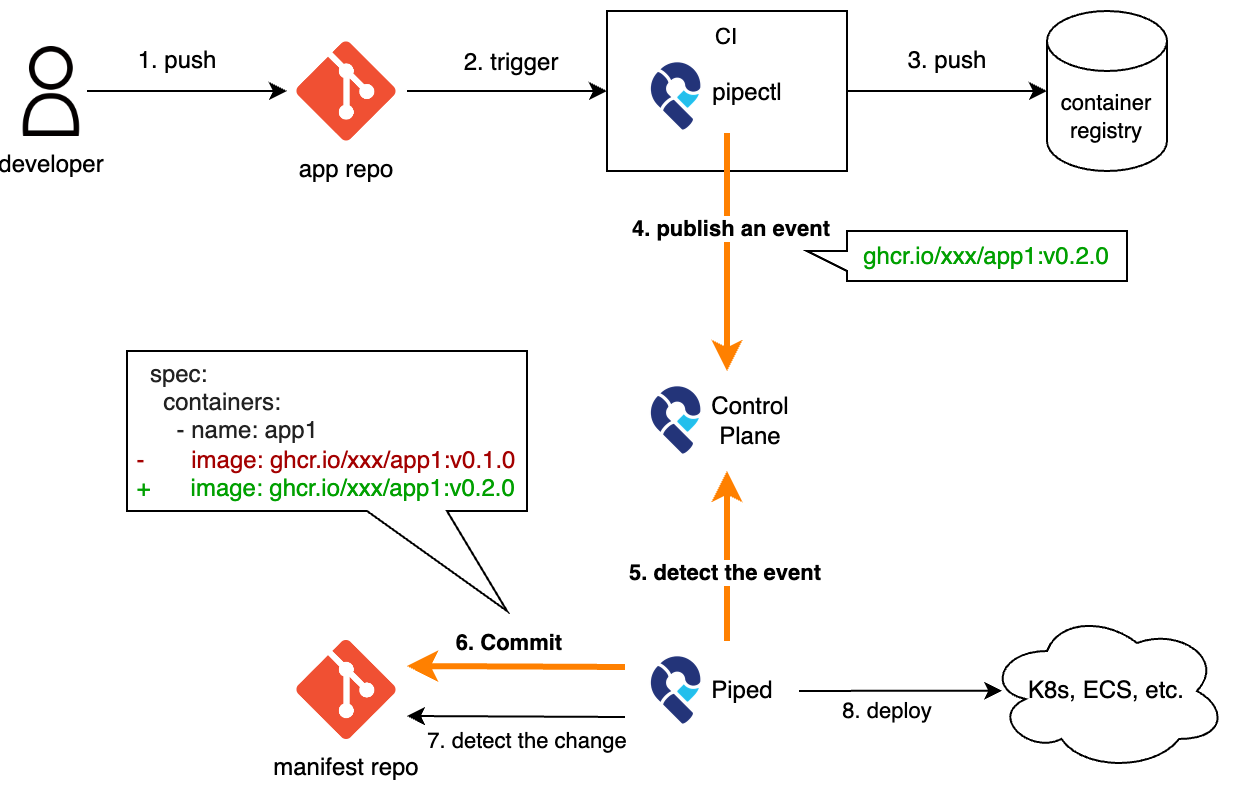 1. push
2. trigger
CI
pipectl
3. push
container
registry
developer
app repo
4. publish an event
ghcr.io/xxx/app1:v0.2.0
spec:
containers:
- name: app1
- image: ghcr.io/xxx/app1:v0.1.0
+ image: ghcr.io/xxx/app1:v0.2.0
Control
Plane
5. detect the event
6. Commit
Piped
7. detect the change
manifest repo
8. deploy
K8s, ECS, etc.